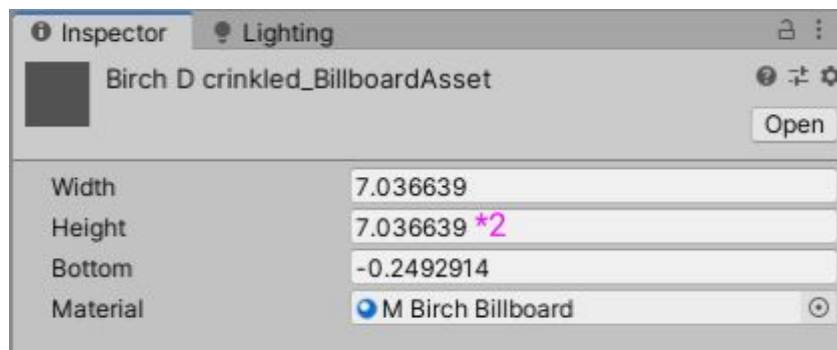 Inspector Lighting
Birch D crinkled_BillboardAsset
Open
Width 7.036639
Height 7.036639 *2
Bottom -0.2492914
Material M Birch Billboard